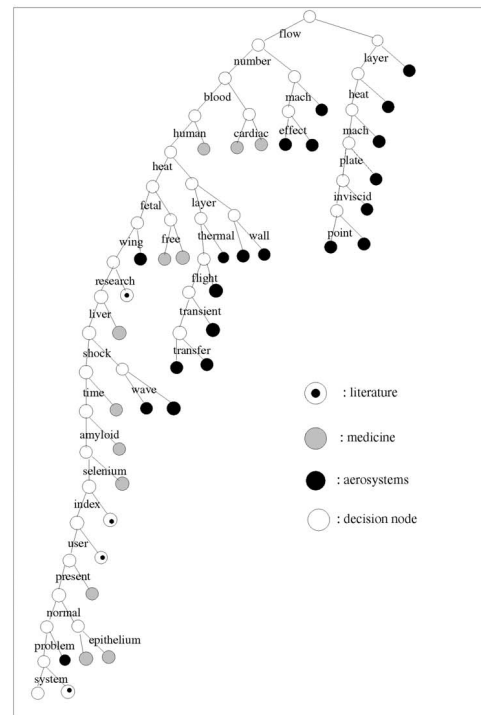 flow
number
layer
blood
mach
heat
human
cardiac
effect
mach
heat
plate
fetal
layer
inviscid
wing
free
thermal
wall
point
research
flight
liver
transient
shock
transfer
time
wave
: literature
amyloid
: medicine
selenium
: aerosystems
index
: decision node
user
present
normal
problem
epithelium
system